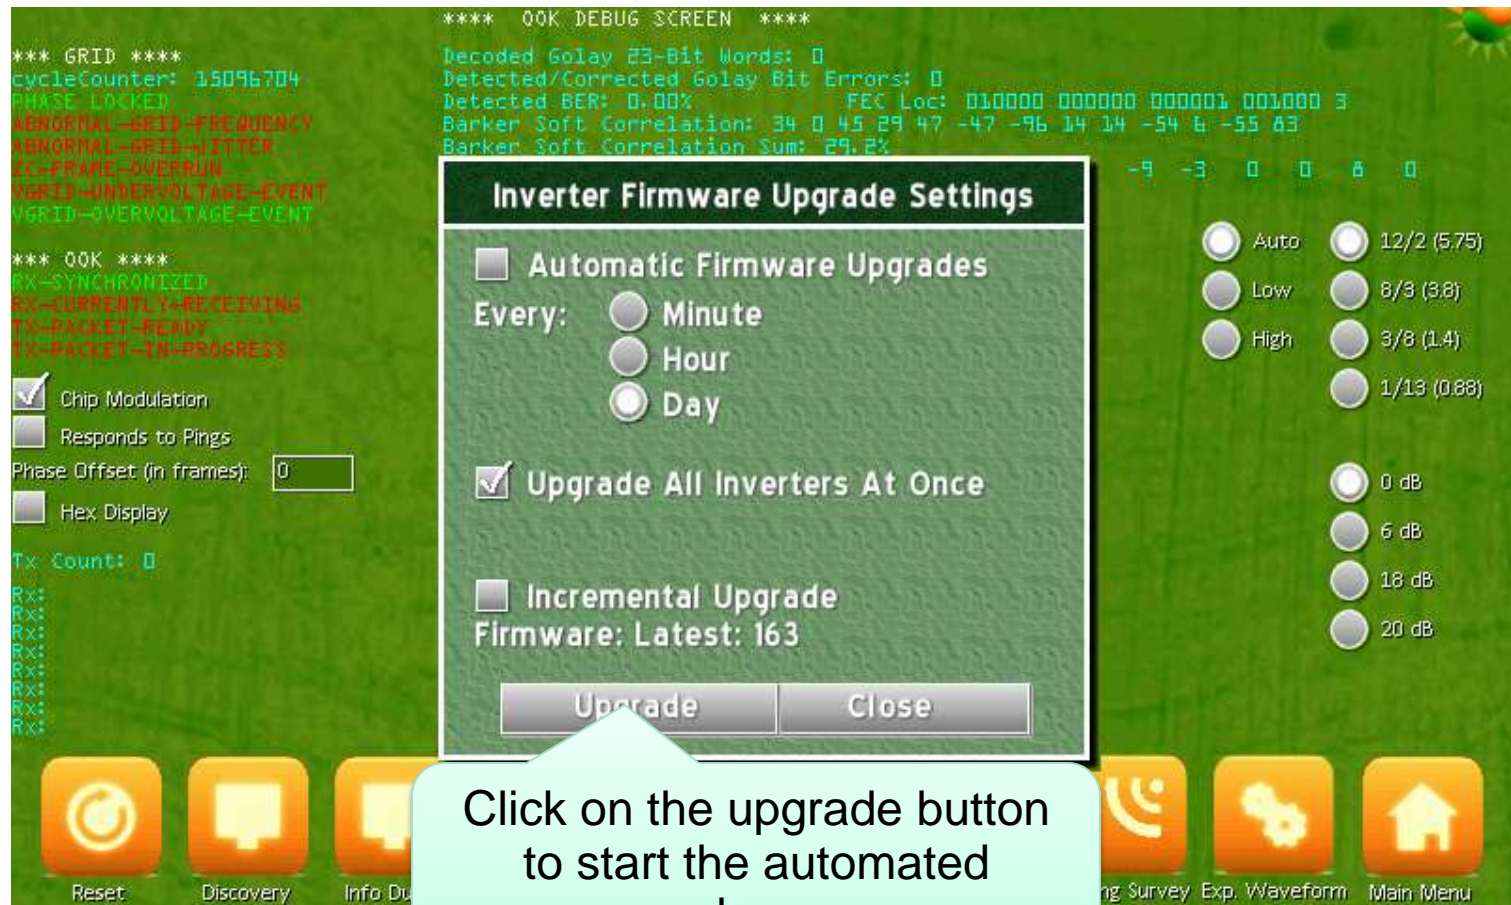 **** OOK DEBUG SCREEN ****
*** GRID ****
cycleCounter: 15096704
PHASE LOCKED
ABNORMAL-GRID-FREQUENCY
ABNORMAL-GRID-JITTER
ZC-FRAME-OVERRUN
VGRID-UNDERVOLTAGE-EVENT
VGRID-OVERVOLTAGE-EVENT
*** OOK ****
RX-SYNCHRONIZED
RX-CURRENTLY-RECEIVING
TX-PACKET-READY
TX-PACKET-IN-PROGRESS
Chip Modulation
Responds to Pings
Phase Offset (in frames): 0
Hex Display
Tx Count: 0
Rx:
Rx:
Rx:
Rx:
Rx:
Rx:
Rx:
Rx:
Decoded Golay 23-Bit Words: 0
Detected/Corrected Golay Bit Errors: 0
Detected BER: 0.00% FEC Loc: 010000 000000 000001 001000 3
Barker Soft Correlation: 34 0 45 29 47 -47 -96 14 14 -54 6 -55 83
Barker Soft Correlation Sum: 29.2%
-9 -3 0 0 8 0
Inverter Firmware Upgrade Settings
Automatic Firmware Upgrades
Every: Minute
Hour
Day
Upgrade All Inverters At Once
Incremental Upgrade
Firmware: Latest: 163
Upgrade Close
Auto 12/2 (5.75)
Low 8/3 (3.8)
High 3/8 (1.4)
1/13 (0.88)
0 dB
6 dB
18 dB
20 dB
Click on the upgrade button
to start the automated
Reset Discovery Info Du ng Survey Exp. Waveform Main Menu